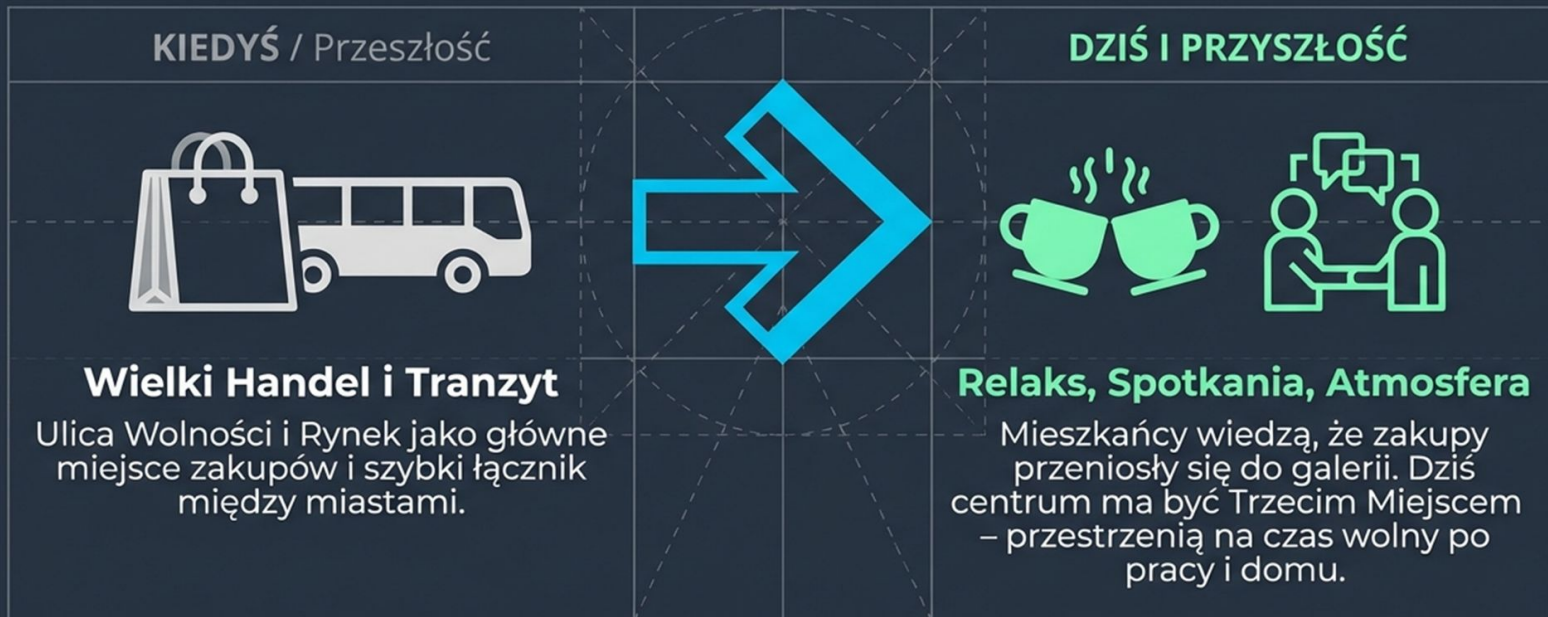 KIEDYŚ / Przeszłość
Wielki Handel i Tranzyt
Ulica Wolności i Rynek jako główne
miejsce zakupów i szybki łącznik
między miastami.
DZIŚ I PRZYSZŁOŚĆ
Relaks, Spotkania, Atmosfera
Mieszkańcy wiedzą, że zakupy
przeniosły się do galerii. Dziś
centrum ma być Trzecim Miejscem
– przestrzenią na czas wolny po
pracy i domu.